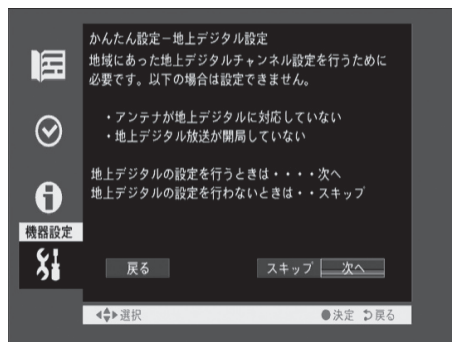 かんたん設定－地上デジタル設定
地域にあった地上デジタルチャンネル設定を行うために
必要です。以下の場合は設定できません。
・アンテナが地上デジタルに対応していない
・地上デジタル放送が開局していない
地上デジタルの設定を行うときは・・・・次へ
地上デジタルの設定を行わないときは・・スキップ
機器設定
戻る
スキップ
次へ
選択
決定
戻る